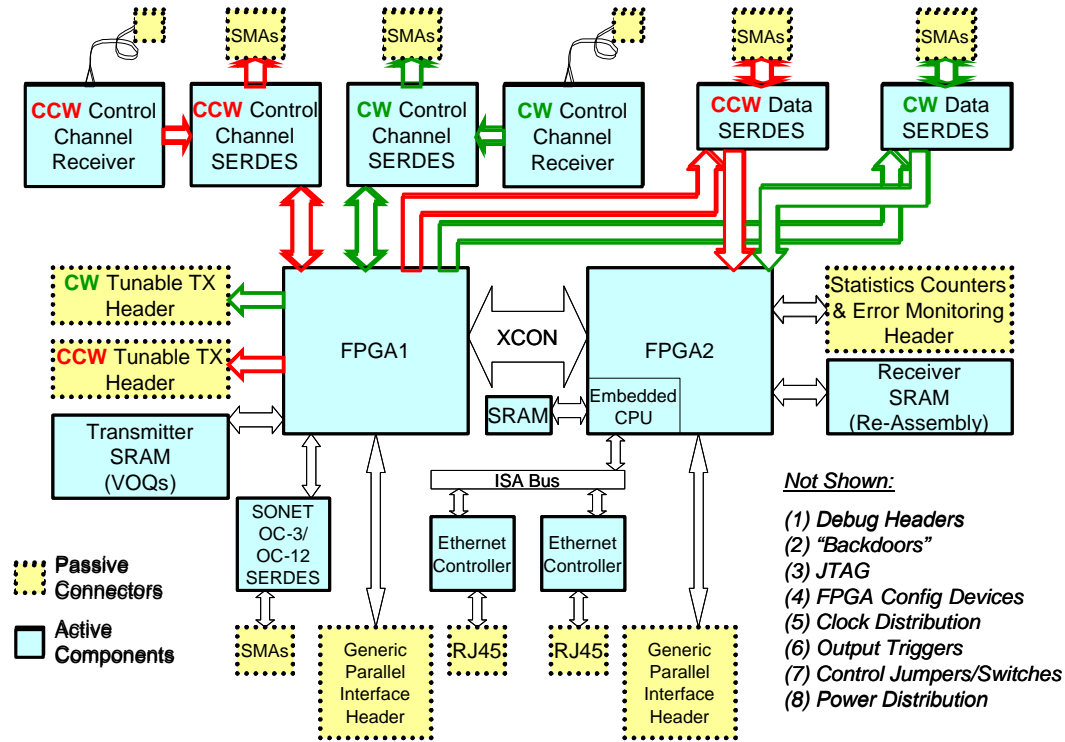 SMAs
SMAs
SMAs
SMAs
CCW Control
Channel
Receiver
CCW Control
Channel
SERDES
CW Control
Channel
SERDES
CW Control
Channel
Receiver
CCW Data
SERDES
CW Data
SERDES
CW Tunable TX
Header
CCW Tunable TX
Header
Transmitter
SRAM
(VOQs)
FPGA1
XCON
FPGA2
Embedded
CPU
SRAM
Statistics Counters
& Error Monitoring
Header
Receiver
SRAM
(Re-Assembly)
ISA Bus
SONET
OC-3/
OC-12
SERDES
Ethernet
Controller
Ethernet
Controller
SMAs
Generic
Parallel
Interface
Header
RJ45
RJ45
Generic
Parallel
Interface
Header
Passive
Connectors
Active
Components
Not Shown:
(1) Debug Headers
(2) “Backdoors”
(3) JTAG
(4) FPGA Config Devices
(5) Clock Distribution
(6) Output Triggers
(7) Control Jumpers/Switches
(8) Power Distribution